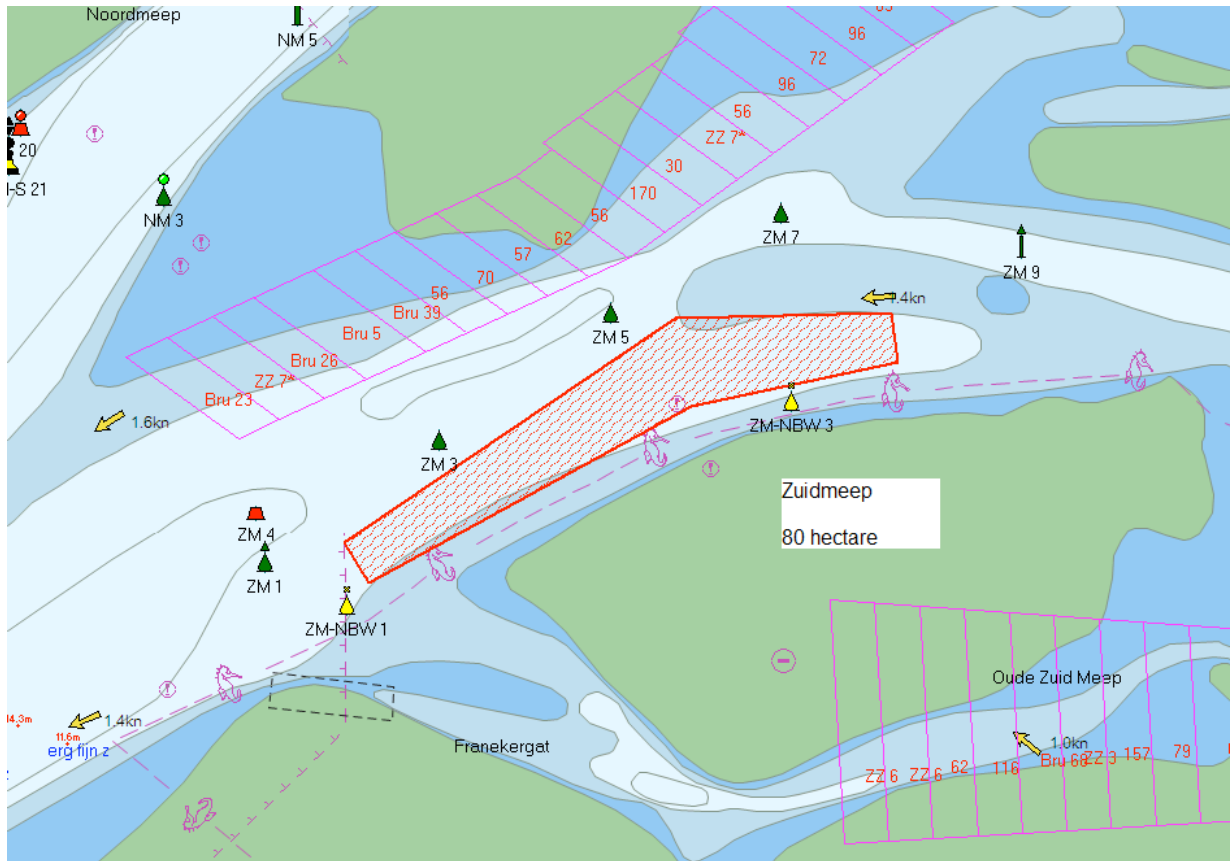 Noordmeep
NM 5
96
72
96
56
ZZ 7*
30
170
56
62
57
70
56
Bru 39
Bru 5
Bru 26
ZZ 7*
Bru 23
20
I-S 21
NM 3
ZM 7
ZM 9
1.4kn
ZM 5
1.6kn
ZM 3
ZM-NBW 3
ZM 4
ZM 1
Zuidmeep
80 hectare
ZM-NBW 1
Oude Zuid Meep
1.4kn
11.6m
erg fijn z
Franekergat
1.0kn
ZZ 6
ZZ 6
62
116
Bru 68
ZZ 3
157
79